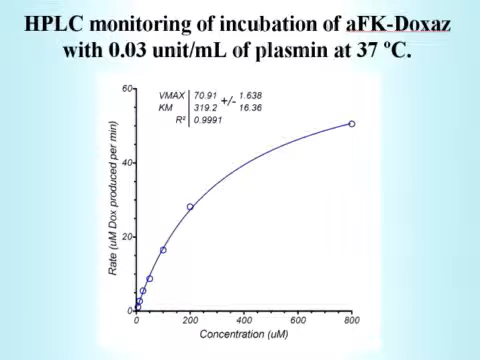 HPLC monitoring of incubation of aFK-Doxaz
with 0.03 unit/mL of plasmin at 37 ºC.
VMAX 70.91 +/- 1.638
KM 319.2 16.36
R² 0.9991
60
40
20
0
0 200 400 600 800
Rate (uM Dox produced per min)
Concentration (uM)